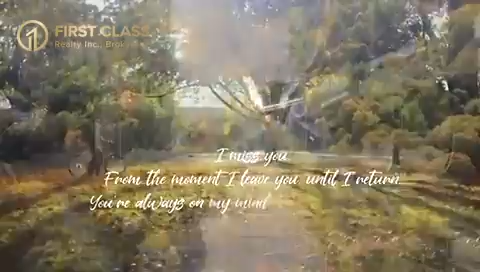 FIRST CLASS
Realty Inc., Brokerage
I miss you
From the moment I leave you, until I return
You're always on my mind